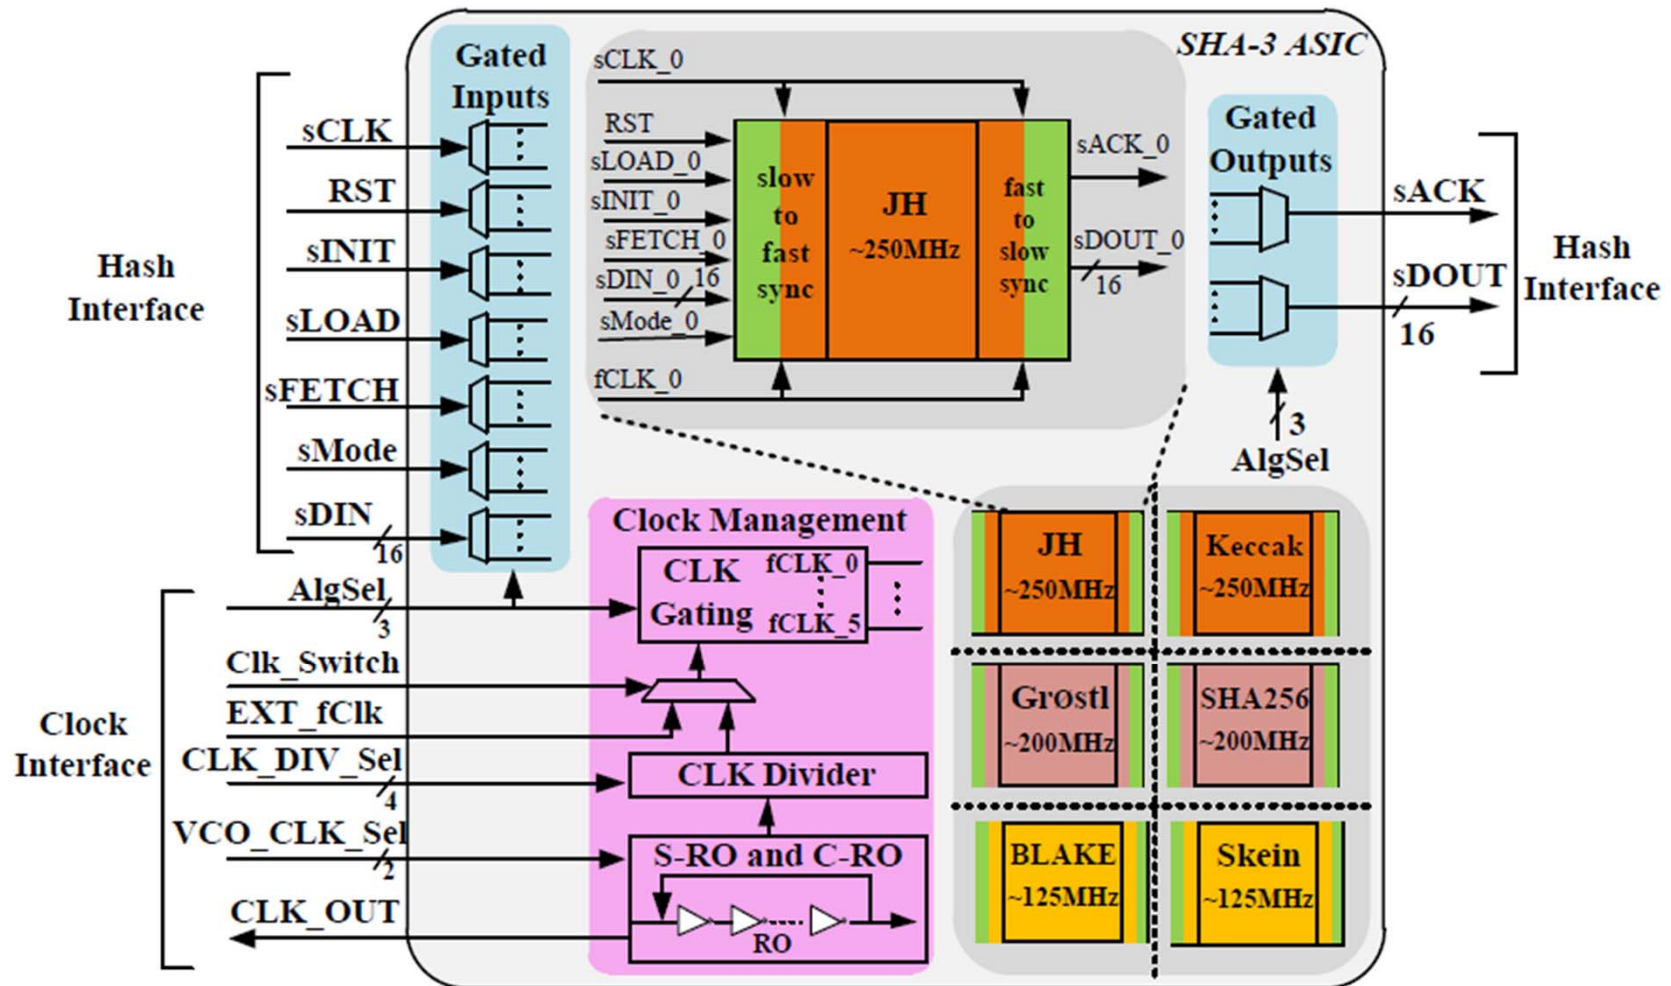 SHA-3 ASIC
Gated
Inputs
Hash
Interface
sCLK
RST
sINIT
sLOAD
sFETCH
sMode
sDIN
16
sCLK_0
RST
sLOAD_0
sINIT_0
sFETCH_0
sDIN_0
16
sMode_0
fCLK_0
slow
to
fast
sync
JH
~250MHz
fast
to
slow
sync
sACK_0
sDOUT_0
16
Gated
Outputs
sACK
sDOUT
16
Hash
Interface
3
AlgSel
Clock
Interface
AlgSel
3
Clk_Switch
EXT_fClk
CLK_DIV_Sel
4
VCO_CLK_Sel
2
CLK_OUT
Clock Management
CLK
Gating
fCLK_0
fCLK_5
CLK Divider
S-RO and C-RO
RO
JH
~250MHz
Keccak
~250MHz
Grøstl
~200MHz
SHA256
~200MHz
BLAKE
~125MHz
Skein
~125MHz